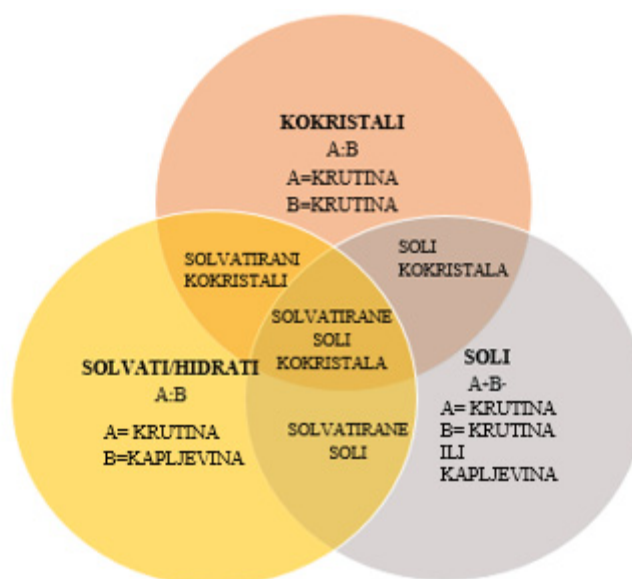 KOKRISTALI
A:B
A=KRUTINA
B=KRUTINA
SOLVATIRANI
KOKRISTALI
SOLI
KOKRISTALA
SOLVATIRANE
SOLI
KOKRISTALA
SOLVATI/HIDRATI
A:B
A= KRUTINA
B=KAPLJEVINA
SOLI
A+B-
A= KRUTINA
B= KRUTINA
ILI
KAPLJEVINA
SOLVATIRANE
SOLI